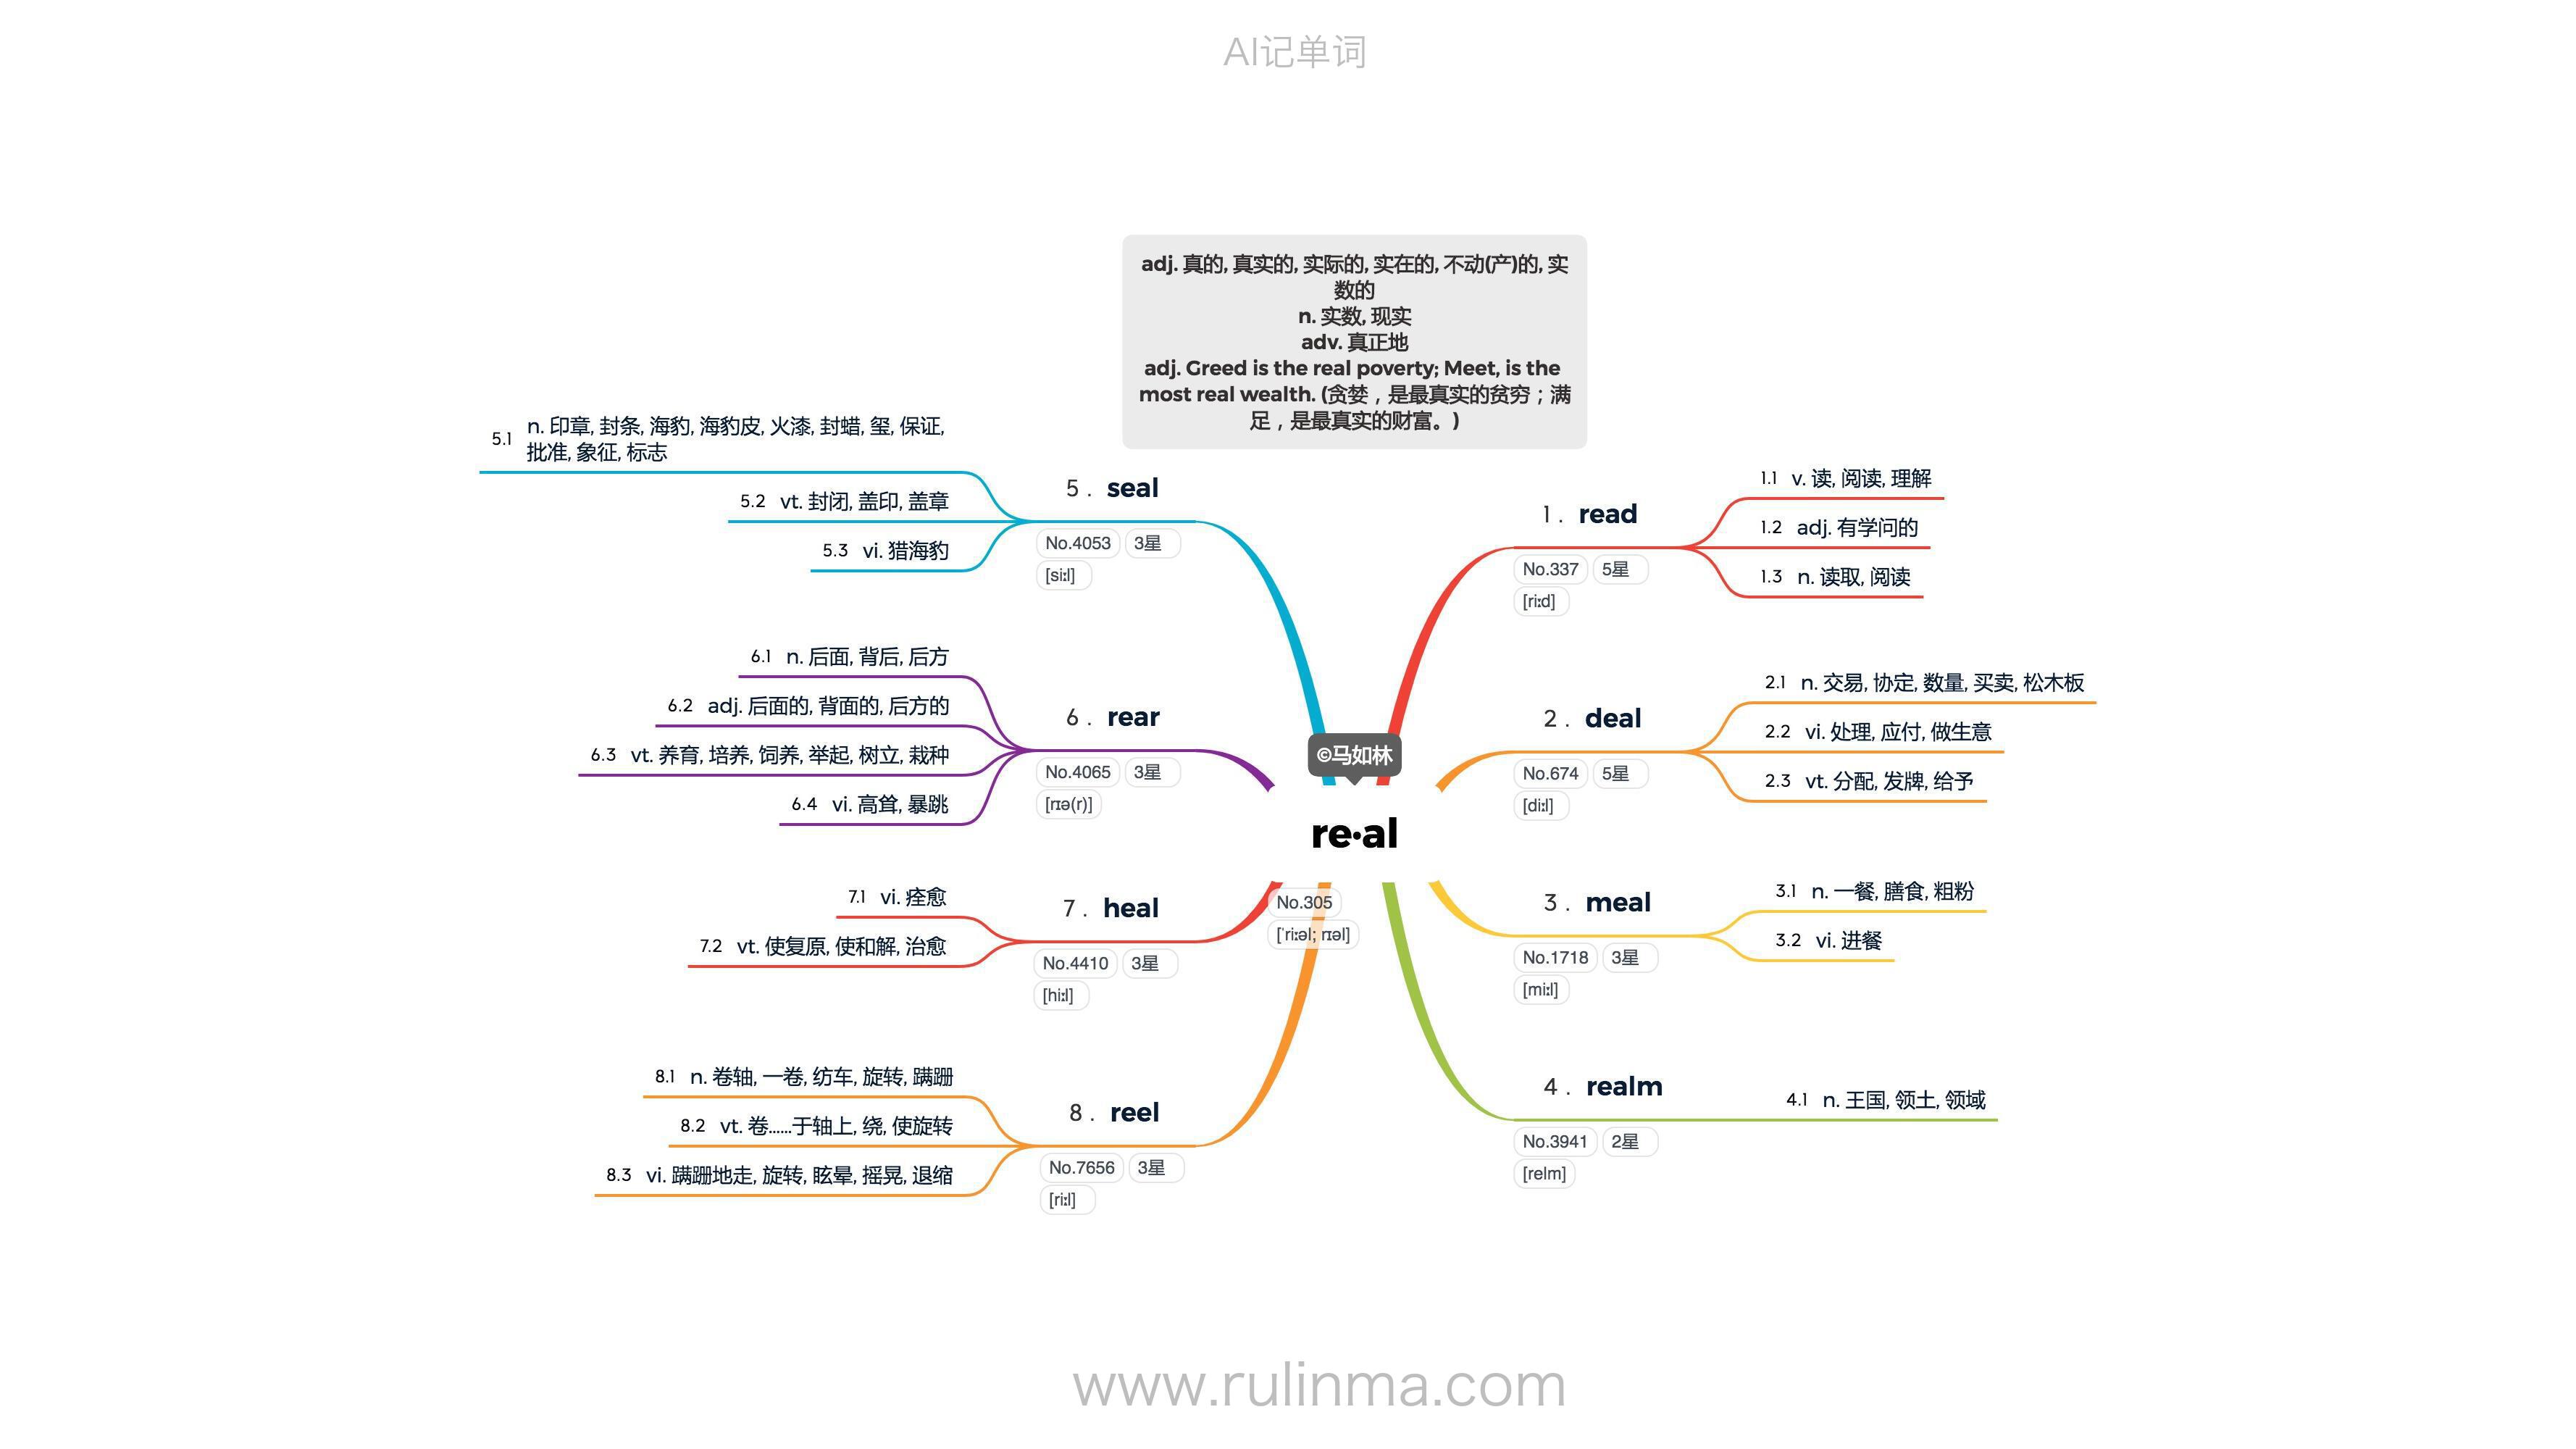 AI记单词
adj. 真的, 真实的, 实际的, 实在的, 不动(产)的, 实
数的
n. 实数, 现实
adv. 真正地
adj. Greed is the real poverty; Meet, is the
most real wealth. (贪婪，是最真实的贫穷；满
足，是最真实的财富。)
©马如林
re·al
No.305
['riːəl; rɪəl]
1. read
No.337 5星
[riːd]
1.1 v. 读, 阅读, 理解
1.2 adj. 有学问的
1.3 n. 读取, 阅读
2. deal
No.674 5星
[diːl]
2.1 n. 交易, 协定, 数量, 买卖, 松木板
2.2 vi. 处理, 应付, 做生意
2.3 vt. 分配, 发牌, 给予
3. meal
No.1718 3星
[miːl]
3.1 n. 一餐, 膳食, 粗粉
3.2 vi. 进餐
4. realm
No.3941 2星
[relm]
4.1 n. 王国, 领土, 领域
5. seal
No.4053 3星
[siːl]
5.1 n. 印章, 封条, 海豹, 海豹皮, 火漆, 封蜡, 玺, 保证,
批准, 象征, 标志
5.2 vt. 封闭, 盖印, 盖章
5.3 vi. 猎海豹
6. rear
No.4065 3星
[rɪə(r)]
6.1 n. 后面, 背后, 后方
6.2 adj. 后面的, 背面的, 后方的
6.3 vt. 养育, 培养, 饲养, 举起, 树立, 栽种
6.4 vi. 高耸, 暴跳
7. heal
No.4410 3星
[hiːl]
7.1 vi. 痊愈
7.2 vt. 使复原, 使和解, 治愈
8. reel
No.7656 3星
[riːl]
8.1 n. 卷轴, 一卷, 纺车, 旋转, 蹒跚
8.2 vt. 卷......于轴上, 绕, 使旋转
8.3 vi. 蹒跚地走, 旋转, 眩晕, 摇晃, 退缩
www.rulinma.com